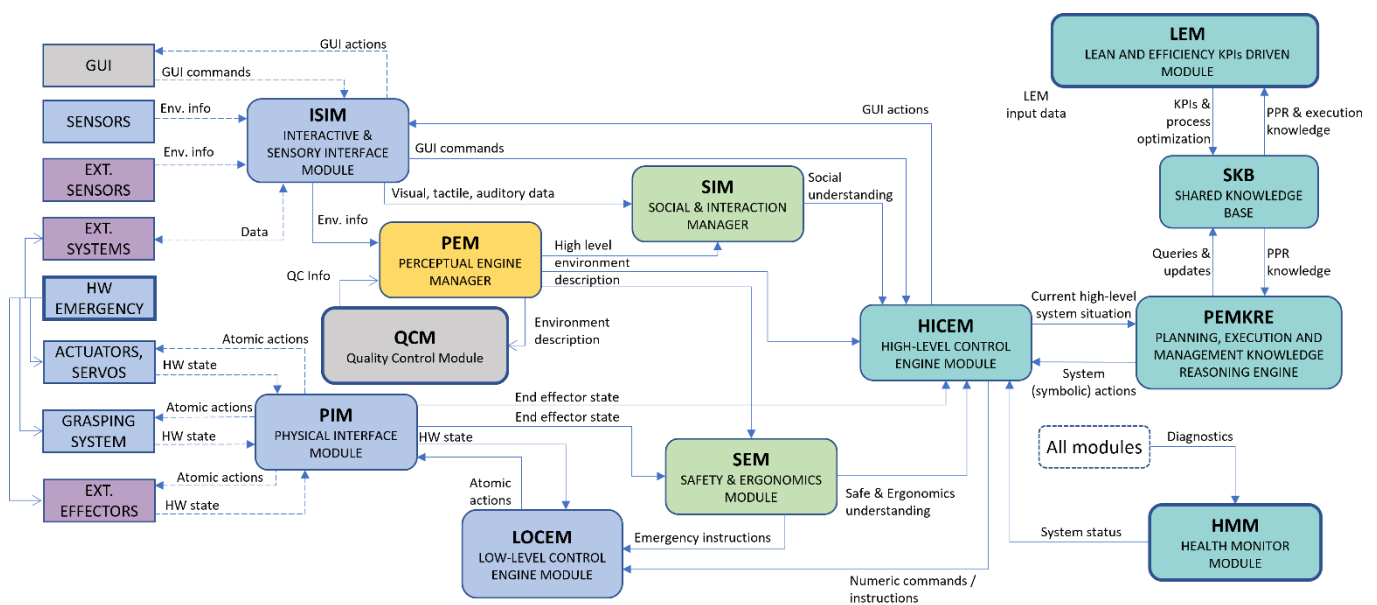 GUI
SENSORS
EXT.
SENSORS
EXT.
SYSTEMS
HW
EMERGENCY
ACTUATORS,
SERVOS
GRASPING
SYSTEM
EXT.
EFFECTORS
GUI actions
GUI commands
Env. info
Env. info
Data
ISIM
INTERACTIVE &
SENSORY INTERFACE
MODULE
GUI actions
GUI commands
Visual, tactile, auditory data
Env. info
SIM
SOCIAL & INTERACTION
MANAGER
Social
understanding
PEM
PERCEPTUAL ENGINE
MANAGER
High level
environment
description
QC Info
QCM
Quality Control Module
Environment
description
Atomic actions
HW state
Atomic actions
HW state
Atomic actions
HW state
PIM
PHYSICAL INTERFACE
MODULE
End effector state
End effector state
HW state
Atomic
actions
LOCEM
LOW-LEVEL CONTROL
ENGINE MODULE
SEM
SAFETY & ERGONOMICS
MODULE
Emergency instructions
Safe & Ergonomics
understanding
Numeric commands /
instructions
HICEM
HIGH-LEVEL CONTROL
ENGINE MODULE
Current high-level
system situation
System
(symbolic) actions
LEM
LEAN AND EFFICIENCY KPIs DRIVEN
MODULE
LEM
input data
KPIs &
process
optimization
PPR & execution
knowledge
SKB
SHARED KNOWLEDGE
BASE
Queries &
updates
PPR
knowledge
PEMKRE
PLANNING, EXECUTION AND
MANAGEMENT KNOWLEDGE
REASONING ENGINE
All modules
Diagnostics
System status
HMM
HEALTH MONITOR
MODULE